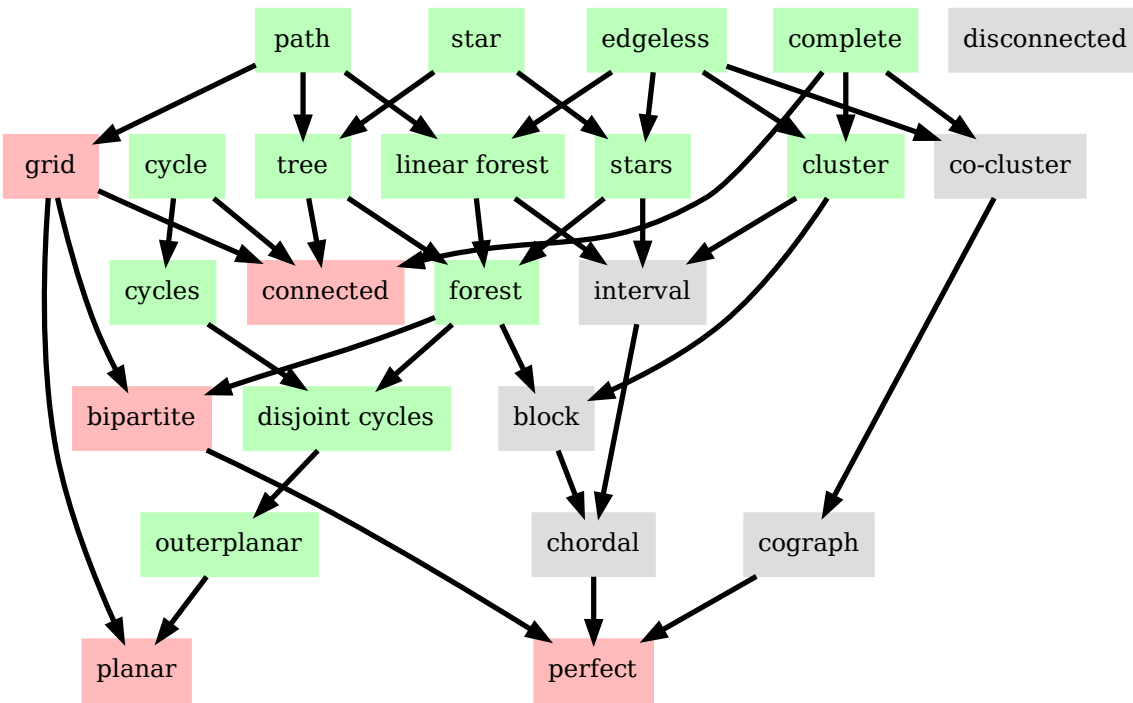 path
star
edgeless
complete
disconnected
grid
cycle
tree
linear forest
stars
cluster
co-cluster
cycles
connected
forest
interval
bipartite
disjoint cycles
block
outerplanar
chordal
cograph
planar
perfect